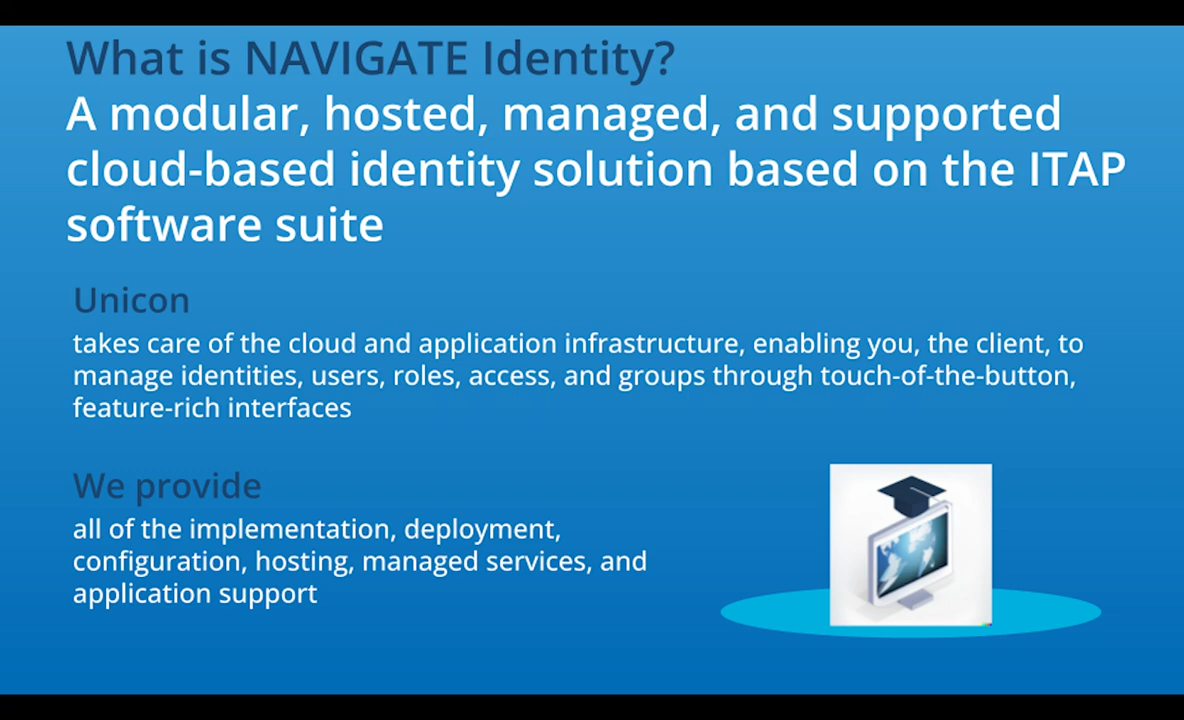 What is NAVIGATE Identity?
A modular, hosted, managed, and supported
cloud-based identity solution based on the ITAP
software suite
Unicon
takes care of the cloud and application infrastructure, enabling you, the client, to
manage identities, users, roles, access, and groups through touch-of-the-button,
feature-rich interfaces
We provide
all of the implementation, deployment,
configuration, hosting, managed services, and
application support